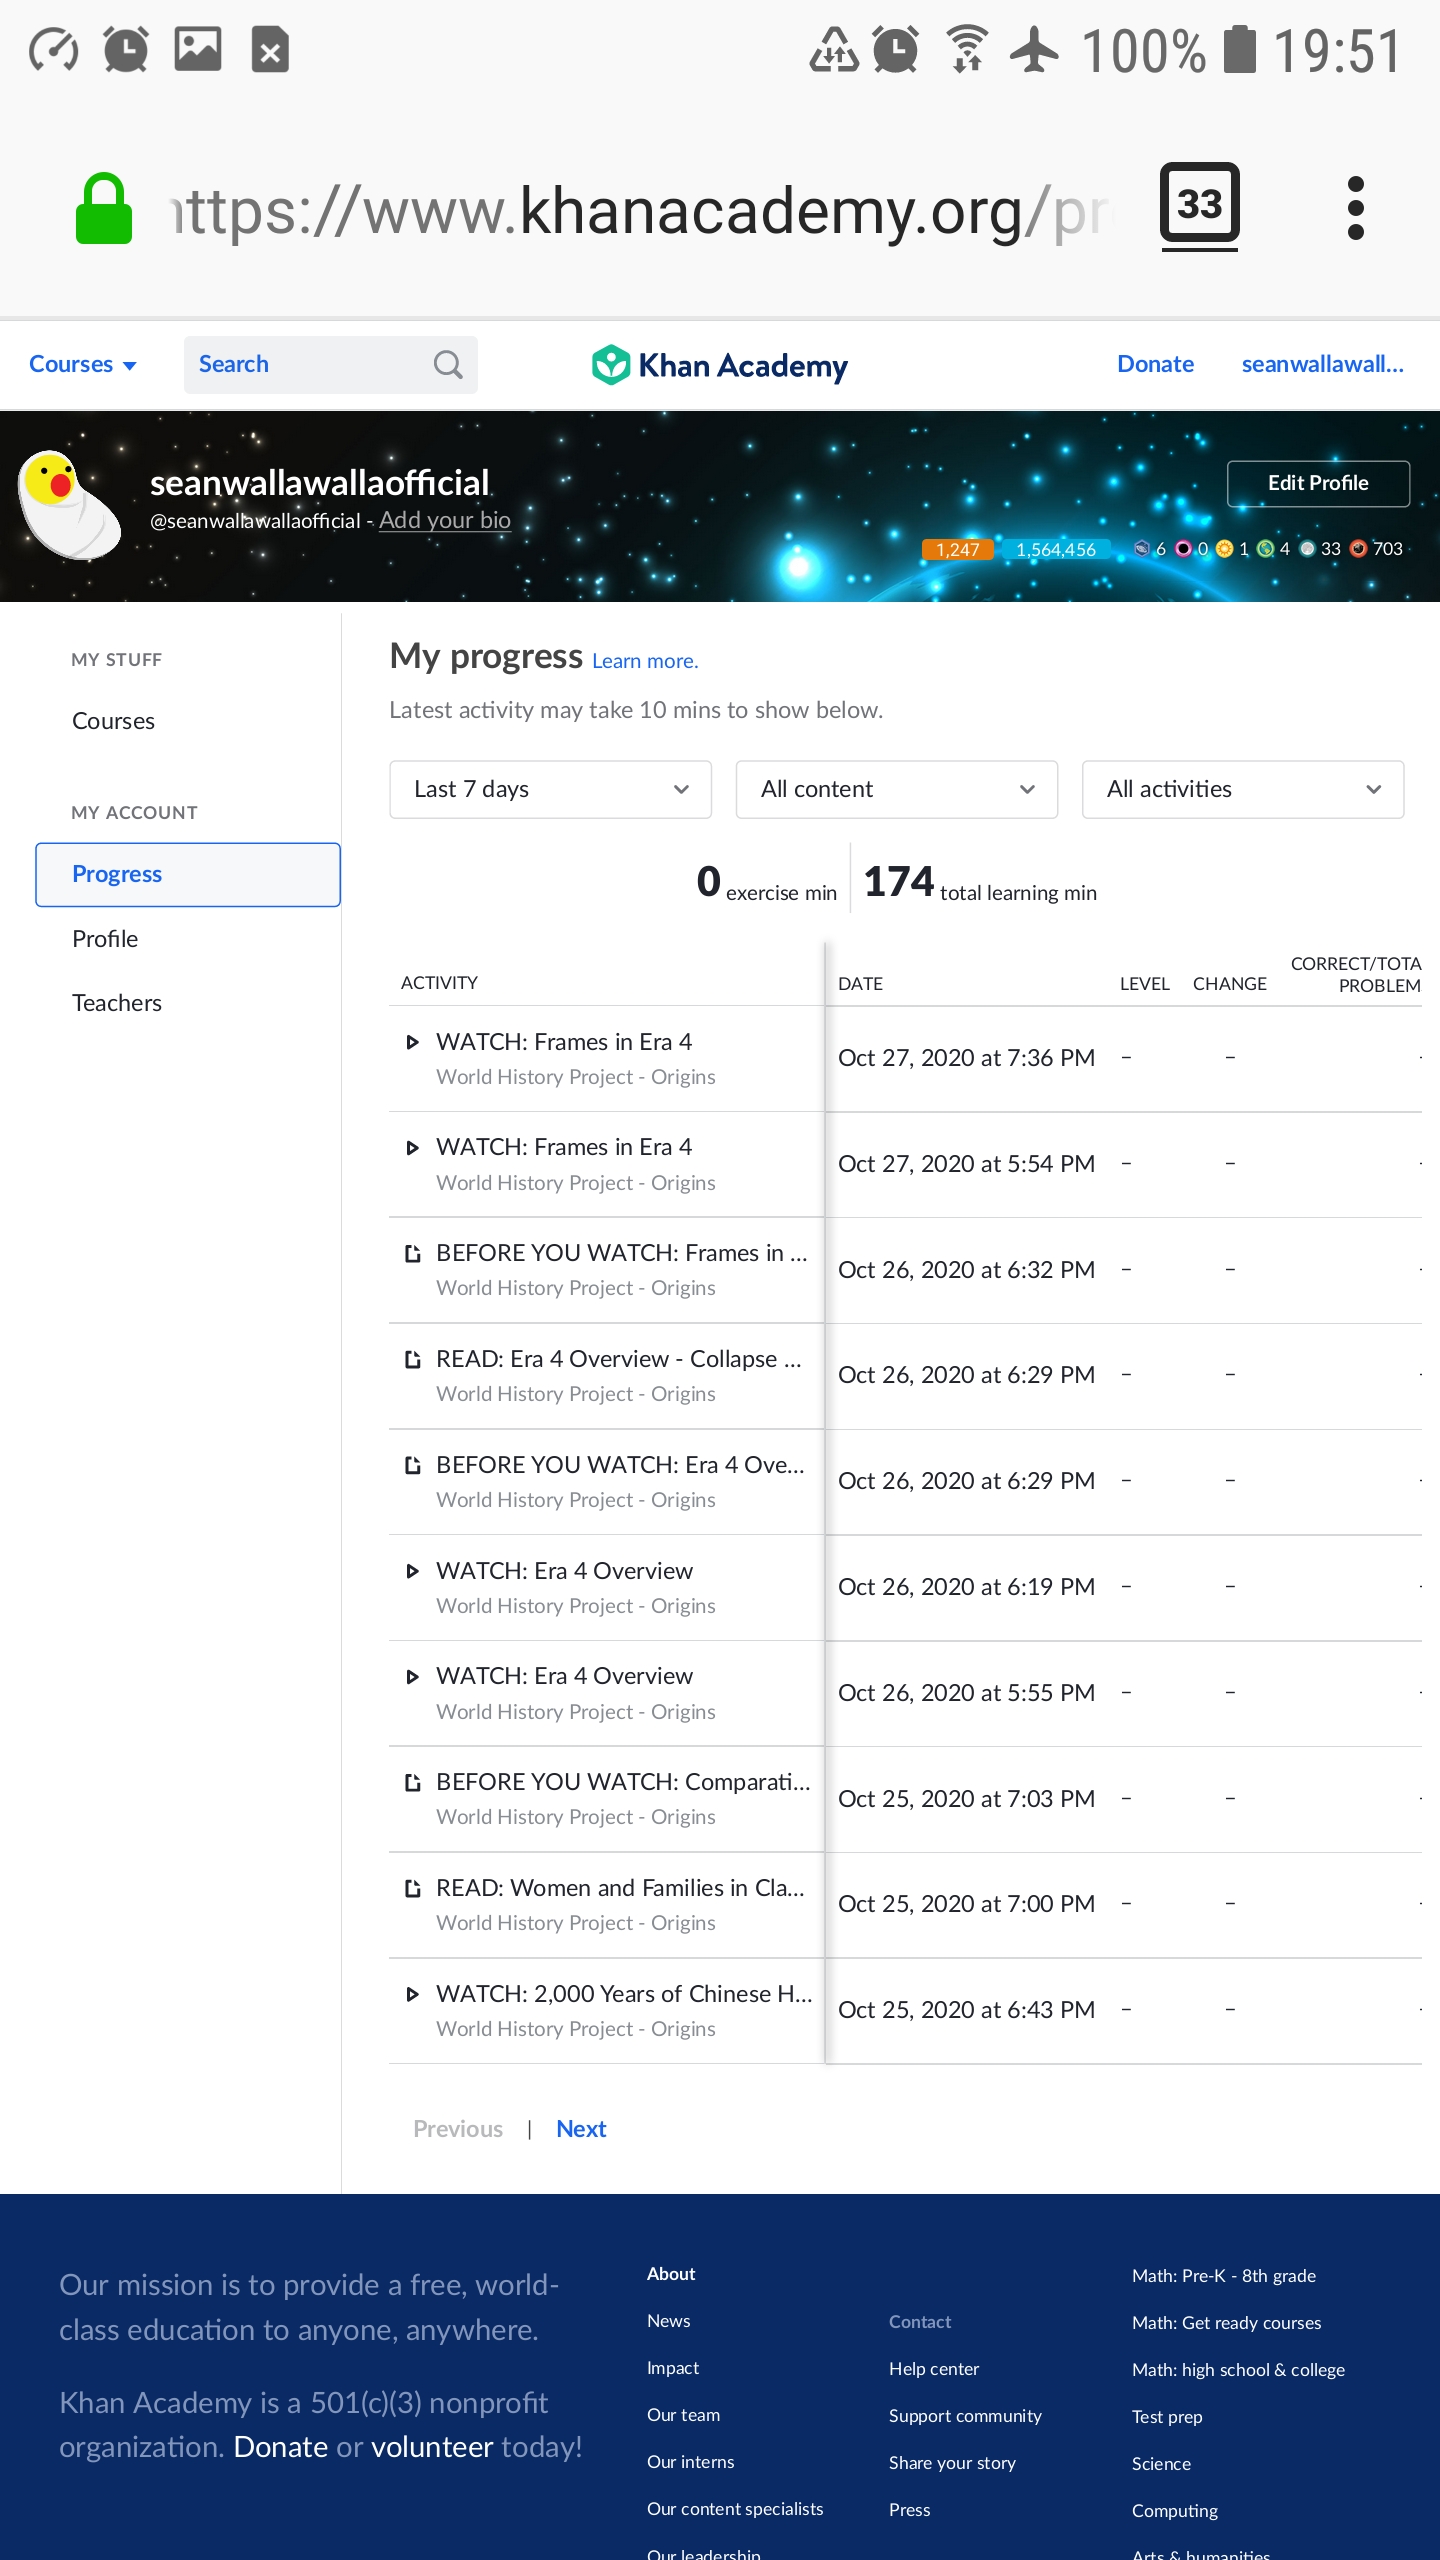 100% 19:51
https://www.khanacademy.org/pr
33
Courses
Search
Khan Academy
Donate
seanwallawall...
seanwallawallaofficial
@seanwallawallaofficial - Add your bio
Edit Profile
1,247 1,564,456 6 0 1 4 33 703
MY STUFF
Courses
MY ACCOUNT
Progress
Profile
Teachers
My progress Learn more.
Latest activity may take 10 mins to show below.
Last 7 days
All content
All activities
0 exercise min
174 total learning min
ACTIVITY DATE LEVEL CHANGE CORRECT/TOTA
PROBLEM
WATCH: Frames in Era 4
World History Project - Origins
Oct 27, 2020 at 7:36 PM – –
WATCH: Frames in Era 4
World History Project - Origins
Oct 27, 2020 at 5:54 PM – –
BEFORE YOU WATCH: Frames in ...
World History Project - Origins
Oct 26, 2020 at 6:32 PM – –
READ: Era 4 Overview - Collapse ...
World History Project - Origins
Oct 26, 2020 at 6:29 PM – –
BEFORE YOU WATCH: Era 4 Ove...
World History Project - Origins
Oct 26, 2020 at 6:29 PM – –
WATCH: Era 4 Overview
World History Project - Origins
Oct 26, 2020 at 6:19 PM – –
WATCH: Era 4 Overview
World History Project - Origins
Oct 26, 2020 at 5:55 PM – –
BEFORE YOU WATCH: Comparati...
World History Project - Origins
Oct 25, 2020 at 7:03 PM – –
READ: Women and Families in Cla...
World History Project - Origins
Oct 25, 2020 at 7:00 PM – –
WATCH: 2,000 Years of Chinese H...
World History Project - Origins
Oct 25, 2020 at 6:43 PM – –
Previous | Next
Our mission is to provide a free, world-
class education to anyone, anywhere.
Khan Academy is a 501(c)(3) nonprofit
organization. Donate or volunteer today!
About
News
Impact
Our team
Our interns
Our content specialists
Our leadership
Contact
Help center
Support community
Share your story
Press
Math: Pre-K - 8th grade
Math: Get ready courses
Math: high school & college
Test prep
Science
Computing
Arts & humanities